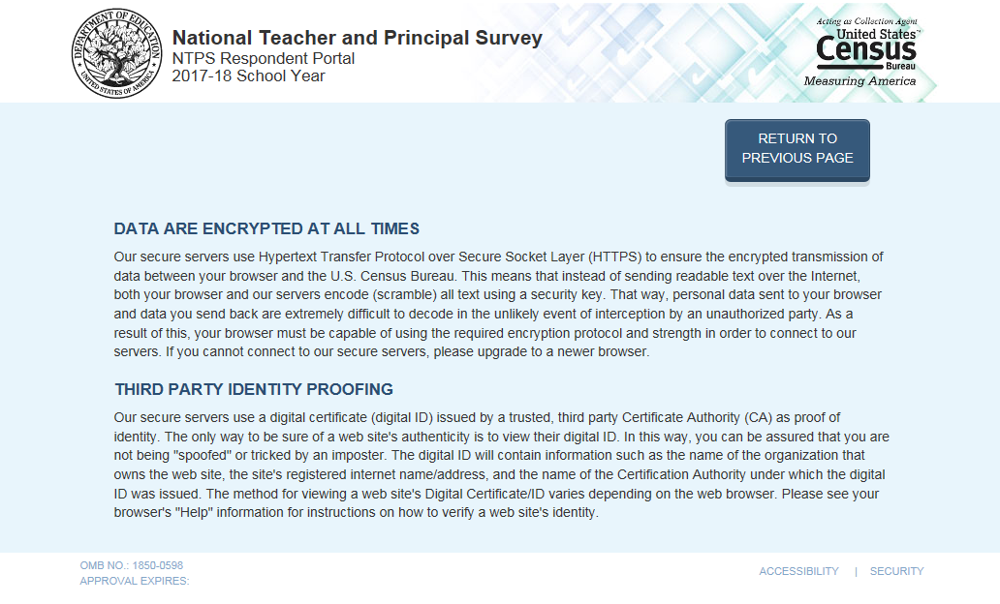 DEPARTMENT OF EDUCATION
UNITED STATES OF AMERICA
National Teacher and Principal Survey
NTPS Respondent Portal
2017-18 School Year
Acting as Collection Agent
United States™
Census
Bureau
Measuring America
RETURN TO
PREVIOUS PAGE
DATA ARE ENCRYPTED AT ALL TIMES
Our secure servers use Hypertext Transfer Protocol over Secure Socket Layer (HTTPS) to ensure the encrypted transmission of
data between your browser and the U.S. Census Bureau. This means that instead of sending readable text over the Internet,
both your browser and our servers encode (scramble) all text using a security key. That way, personal data sent to your browser
and data you send back are extremely difficult to decode in the unlikely event of interception by an unauthorized party. As a
result of this, your browser must be capable of using the required encryption protocol and strength in order to connect to our
servers. If you cannot connect to our secure servers, please upgrade to a newer browser.
THIRD PARTY IDENTITY PROOFING
Our secure servers use a digital certificate (digital ID) issued by a trusted, third party Certificate Authority (CA) as proof of
identity. The only way to be sure of a web site's authenticity is to view their digital ID. In this way, you can be assured that you are
not being "spoofed" or tricked by an imposter. The digital ID will contain information such as the name of the organization that
owns the web site, the site's registered internet name/address, and the name of the Certification Authority under which the digital
ID was issued. The method for viewing a web site's Digital Certificate/ID varies depending on the web browser. Please see your
browser's "Help" information for instructions on how to verify a web site's identity.
OMB NO.: 1850-0598
APPROVAL EXPIRES:
ACCESSIBILITY | SECURITY